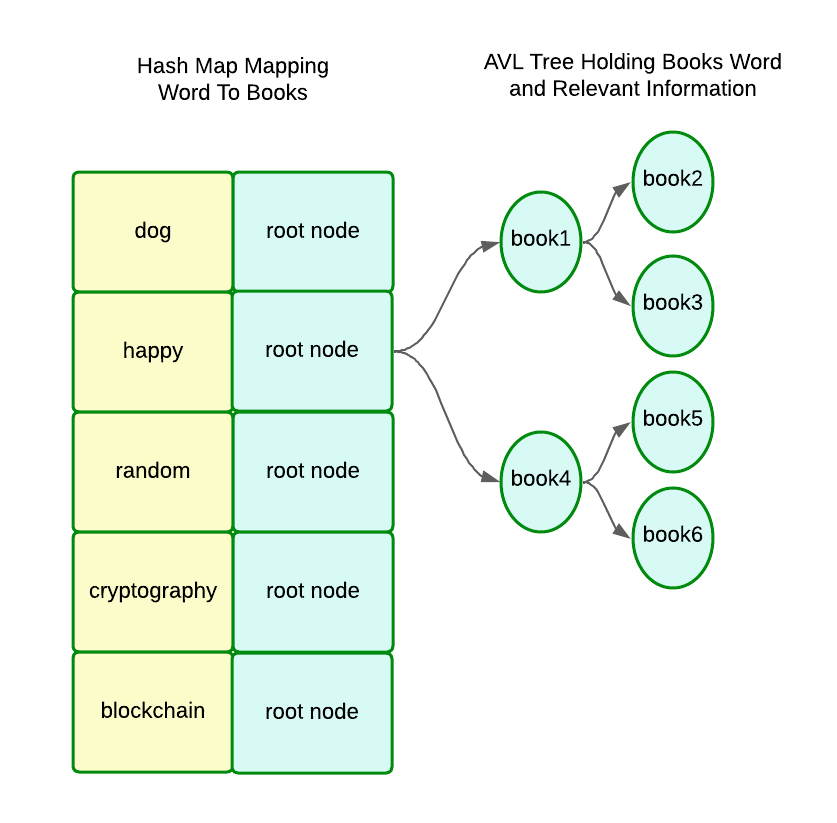 Hash Map Mapping
Word To Books
AVL Tree Holding Books Word
and Relevant Information
dog
root node
happy
root node
random
root node
cryptography
root node
blockchain
root node
book1
book2
book3
book4
book5
book6